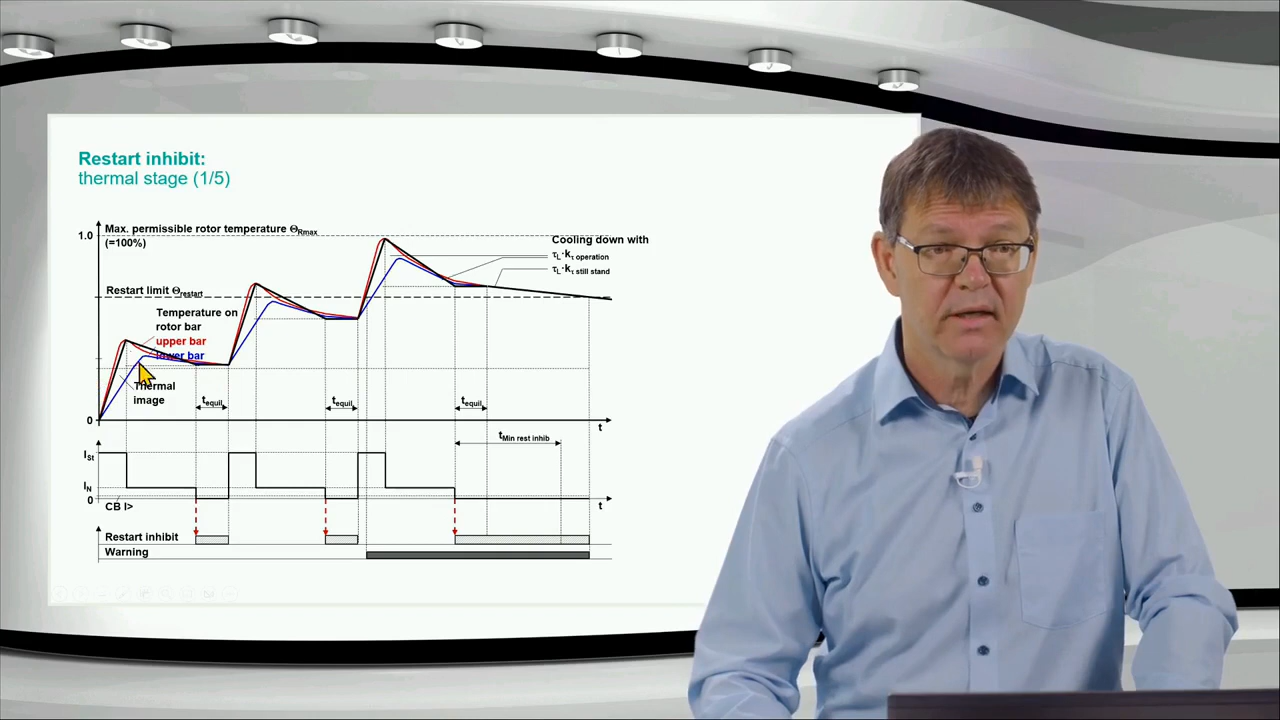 Restart inhibit:
thermal stage (1/5)
1.0
Max. permissible rotor temperature ΘRmax
(=100%)
Cooling down with
τL·kτ operation
τL·kτ still stand
Restart limit Θrestart
Temperature on
rotor bar
upper bar
lower bar
Thermal
image
tequil
tequil
tequil
0
t
tMin rest inhib
ISt
IN
0
CB I>
t
Restart inhibit
Warning